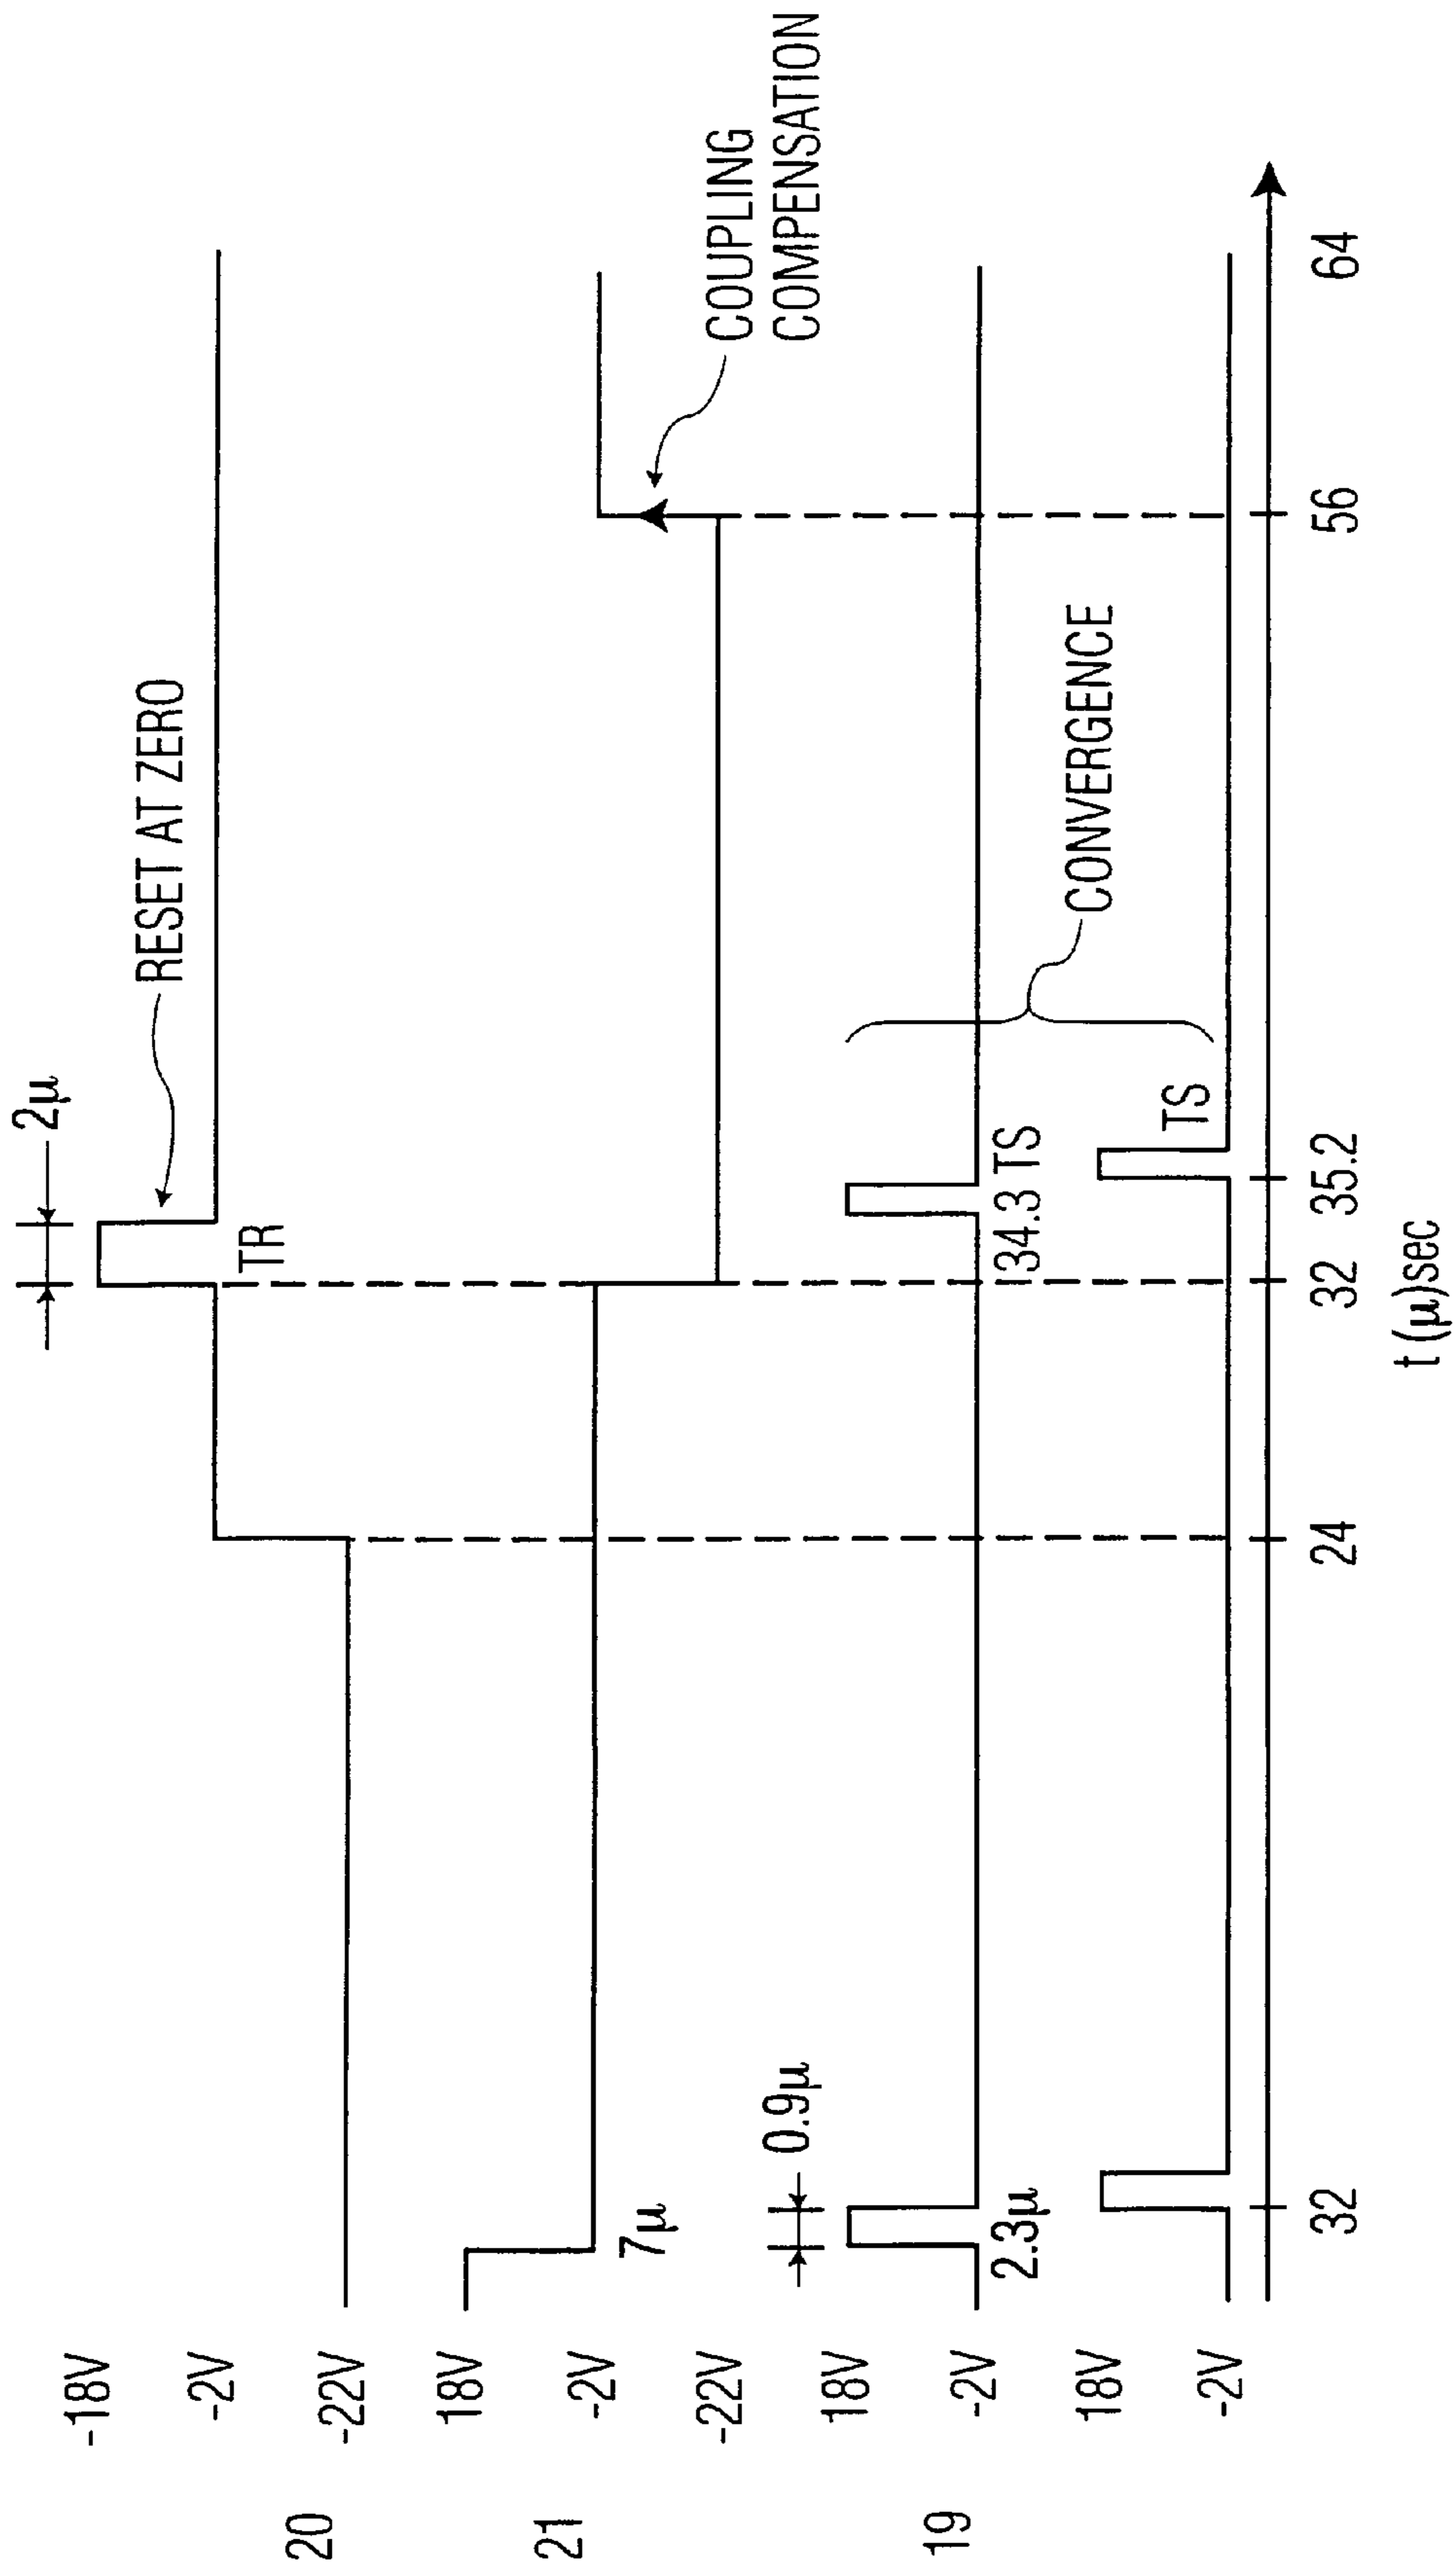 2μ
RESET AT ZERO
-18V
-2V
TR
20
-22V
COUPLING
COMPENSATION
18V
21
-2V
7μ
-22V
0.9μ
18V
CONVERGENCE
19
-2V
2.3μ
34.3 TS
18V
TS
-2V
32
24
32
35.2
56
64
t (μ)sec